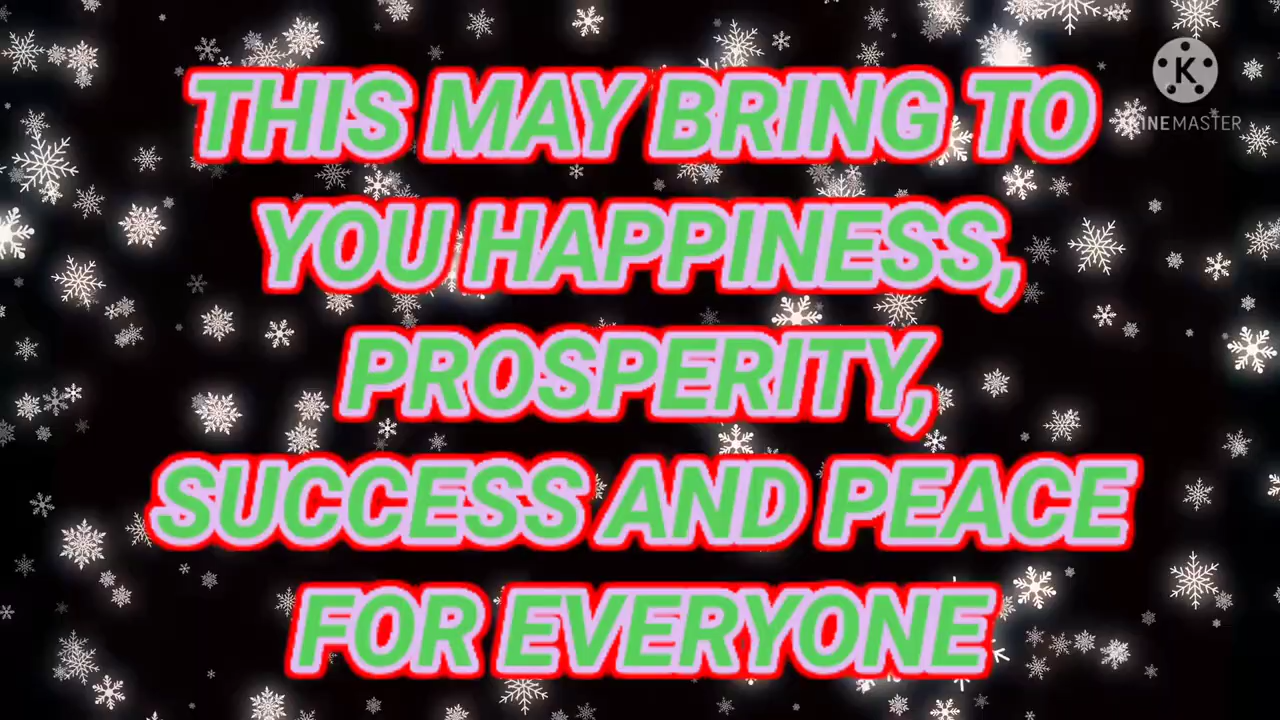 THIS MAY BRING TO
YOU HAPPINESS,
PROSPERITY,
SUCCESS AND PEACE
FOR EVERYONE
K
KINEMASTER